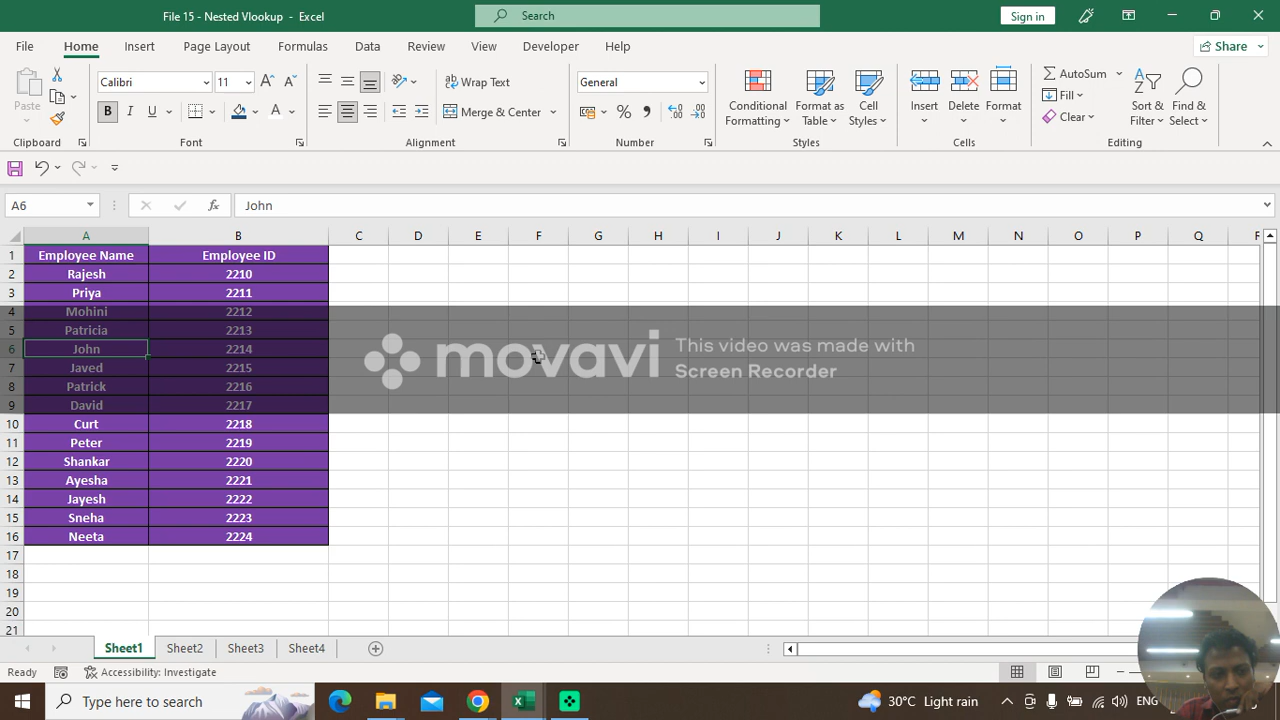 File 15 - Nested Vlookup - Excel
Search
Sign in
File Home Insert Page Layout Formulas Data Review View Developer Help
Share
Paste
Calibri 11
Wrap Text
General
Conditional Formatting
Format as Table
Cell Styles
Insert Delete Format
AutoSum
Fill
Clear
Sort & Filter
Find & Select
B I U
Merge & Center
Clipboard Font Alignment Number Styles Cells Editing
A6 fx John
A B C D E F G H I J K L M N O P Q
1 Employee Name Employee ID
2 Rajesh 2210
3 Priya 2211
4 Mohini 2212
5 Patricia 2213
6 John 2214
7 Javed 2215
8 Patrick 2216
9 David 2217
10 Curt 2218
11 Peter 2219
12 Shankar 2220
13 Ayesha 2221
14 Jayesh 2222
15 Sneha 2223
16 Neeta 2224
17
18
19
20
21
movavi
This video was made with
Screen Recorder
Sheet1 Sheet2 Sheet3 Sheet4
Ready Accessibility: Investigate
Type here to search
30°C Light rain
ENG